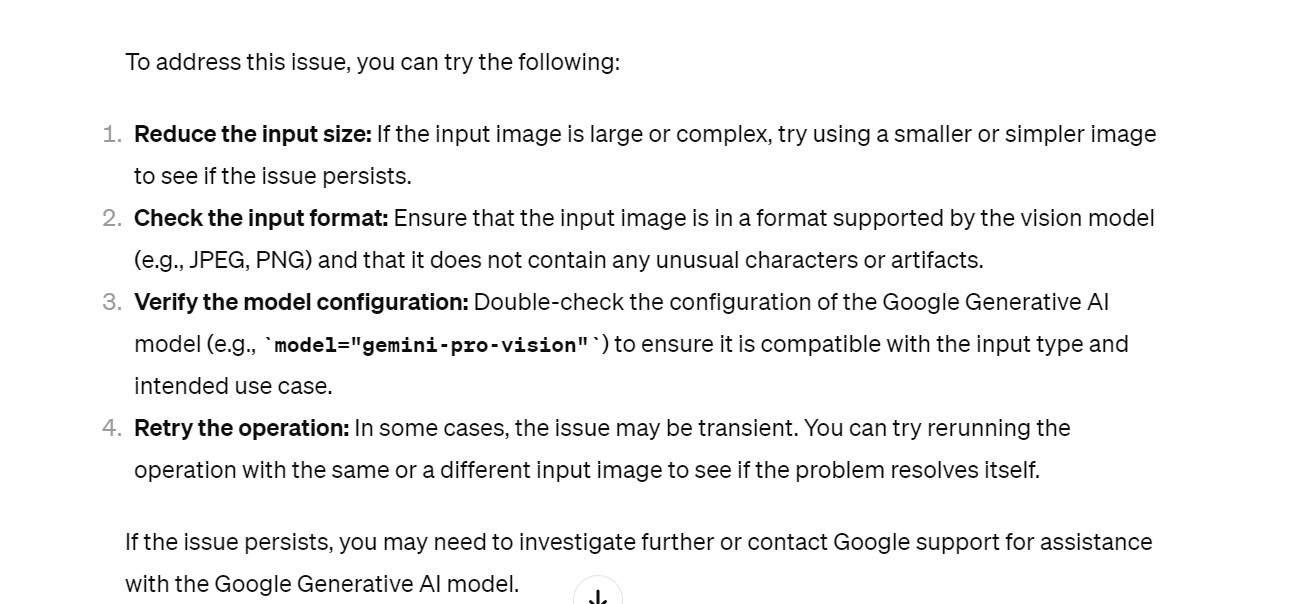 To address this issue, you can try the following:
1. Reduce the input size: If the input image is large or complex, try using a smaller or simpler image
to see if the issue persists.
2. Check the input format: Ensure that the input image is in a format supported by the vision model
(e.g., JPEG, PNG) and that it does not contain any unusual characters or artifacts.
3. Verify the model configuration: Double-check the configuration of the Google Generative AI
model (e.g., `model="gemini-pro-vision"`) to ensure it is compatible with the input type and
intended use case.
4. Retry the operation: In some cases, the issue may be transient. You can try rerunning the
operation with the same or a different input image to see if the problem resolves itself.
If the issue persists, you may need to investigate further or contact Google support for assistance
with the Google Generative AI model.